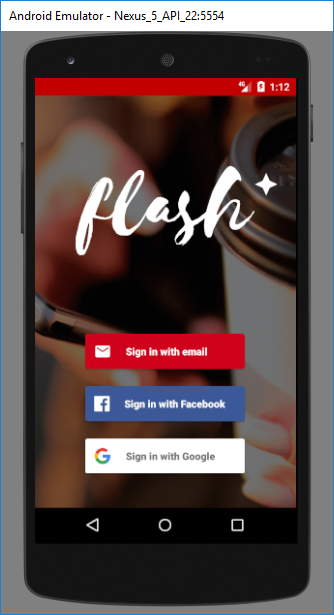 Android Emulator - Nexus_5_API_22:5554
4G 1:12
flash
Sign in with email
Sign in with Facebook
Sign in with Google